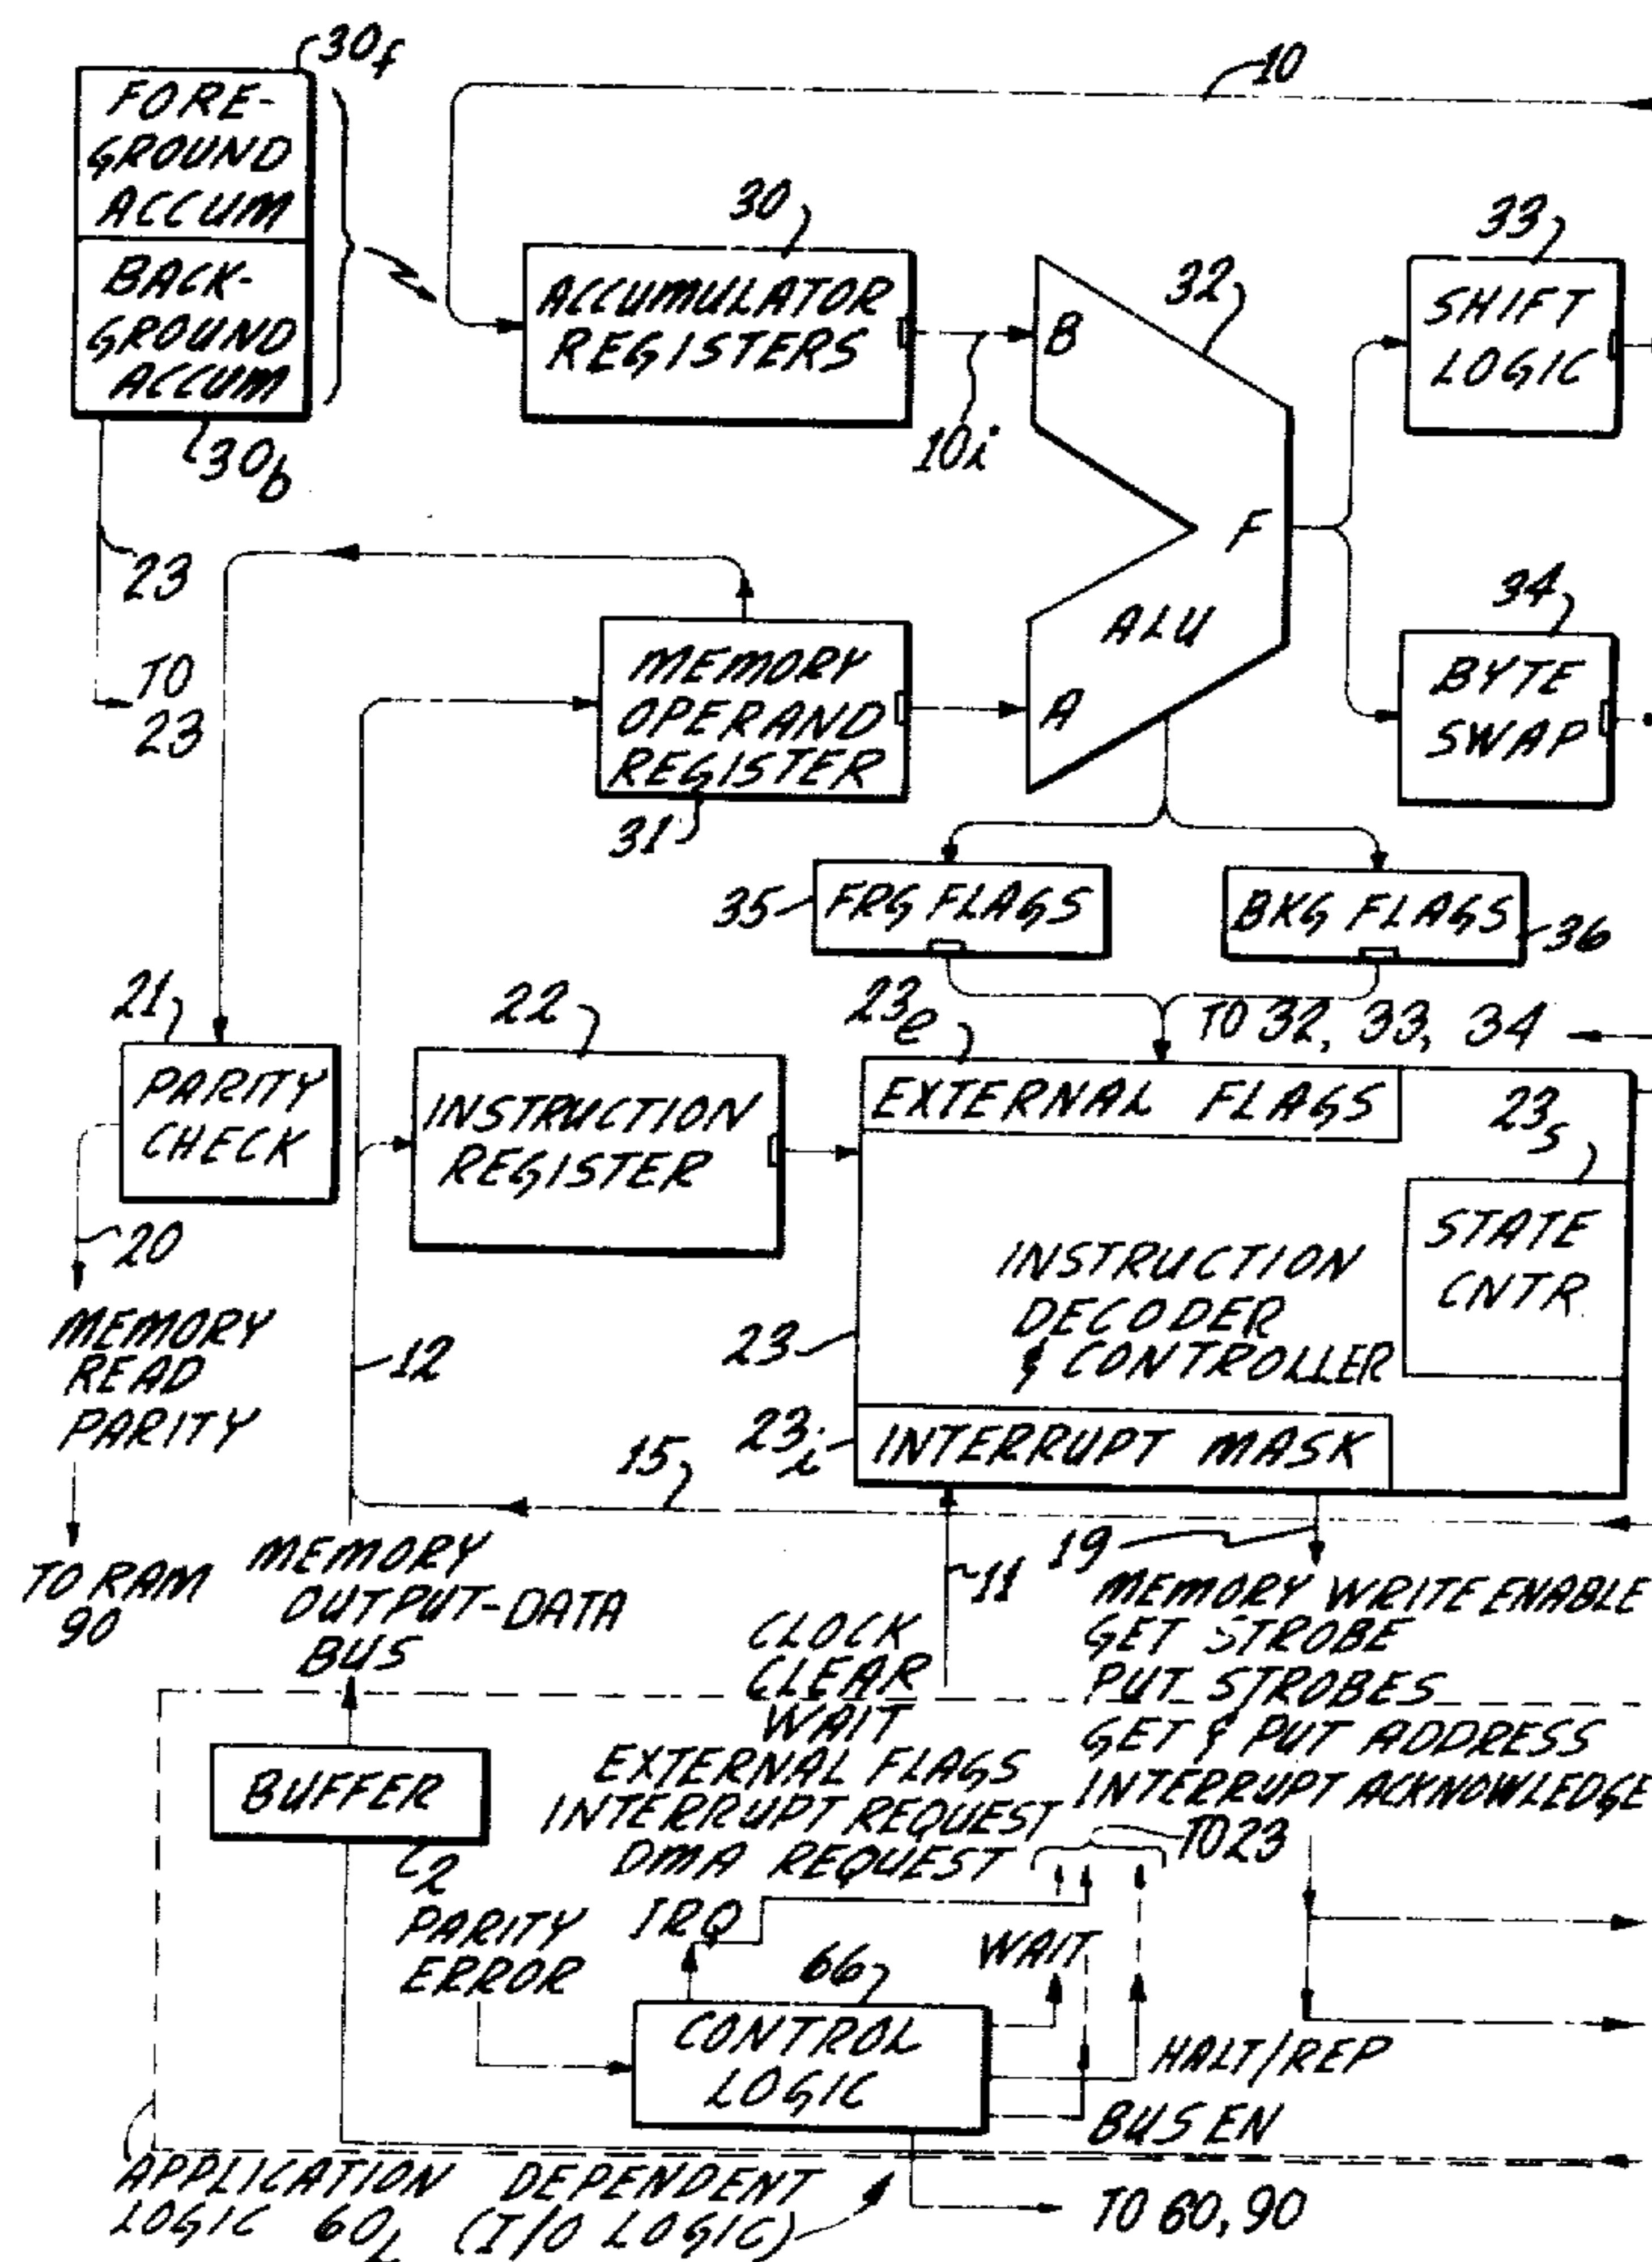 30f
10
FORE-
GROUND
ACCUM
BACK-
GROUND
ACCUM
30b
23
TO
23
30
ACCUMULATOR
REGISTERS
10i
B
32
F
ALU
A
33
SHIFT
LOGIC
34
BYTE
SWAP
MEMORY
OPERAND
REGISTER
31
35
FRG FLAGS
BKG FLAGS
36
21
PARITY
CHECK
20
MEMORY
READ
PARITY
TO RAM
90
22
INSTRUCTION
REGISTER
23e
TO 32, 33, 34
EXTERNAL FLAGS
23s
STATE
CNTR
INSTRUCTION
DECODER
& CONTROLLER
23
23i
INTERRUPT MASK
12
15
MEMORY
OUTPUT-DATA
BUS
11
19
CLOCK
CLEAR
WAIT
EXTERNAL FLAGS
INTERRUPT REQUEST
DMA REQUEST
MEMORY WRITE ENABLE
GET STROBE
PUT STROBES
GET & PUT ADDRESS
INTERRUPT ACKNOWLEDGE
TO 23
BUFFER
2
PARITY
ERROR
IRQ
WAIT
66
CONTROL
LOGIC
HALT/REP
BUS EN
TO 60, 90
APPLICATION DEPENDENT
LOGIC 60L (I/O LOGIC)